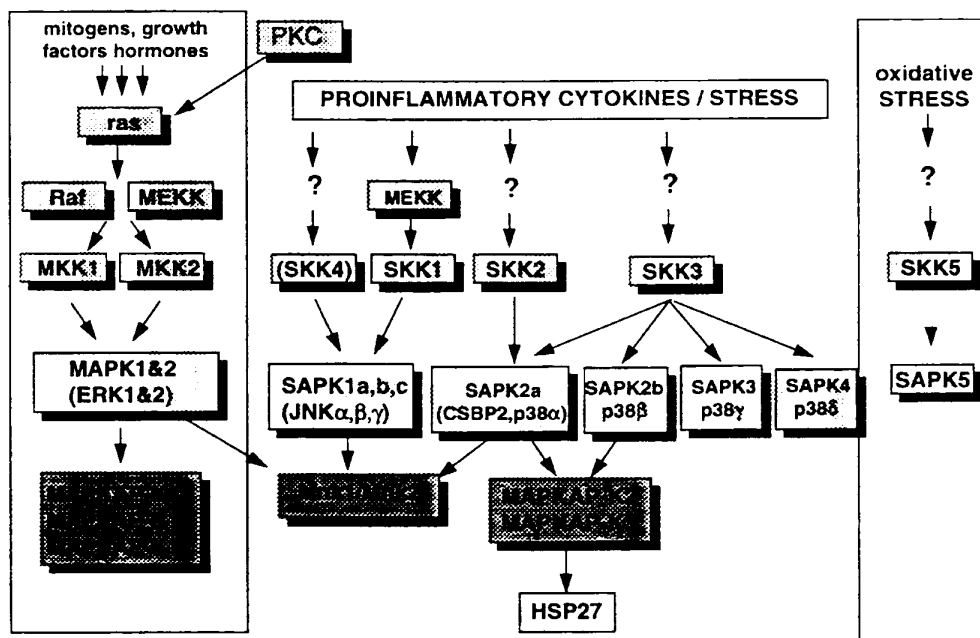 mitogens, growth
factors hormones
PKC
ras
Raf
MEKK
MKK1
MKK2
MAPK1&2
(ERK1&2)
PROINFLAMMATORY CYTOKINES / STRESS
?
?
?
MEKK
(SKK4)
SKK1
SKK2
SKK3
SAPK1a,b,c
(JNKα,β,γ)
SAPK2a
(CSBP2,p38α)
SAPK2b
p38β
SAPK3
p38γ
SAPK4
p38δ
HSP27
oxidative
STRESS
?
SKK5
SAPK5